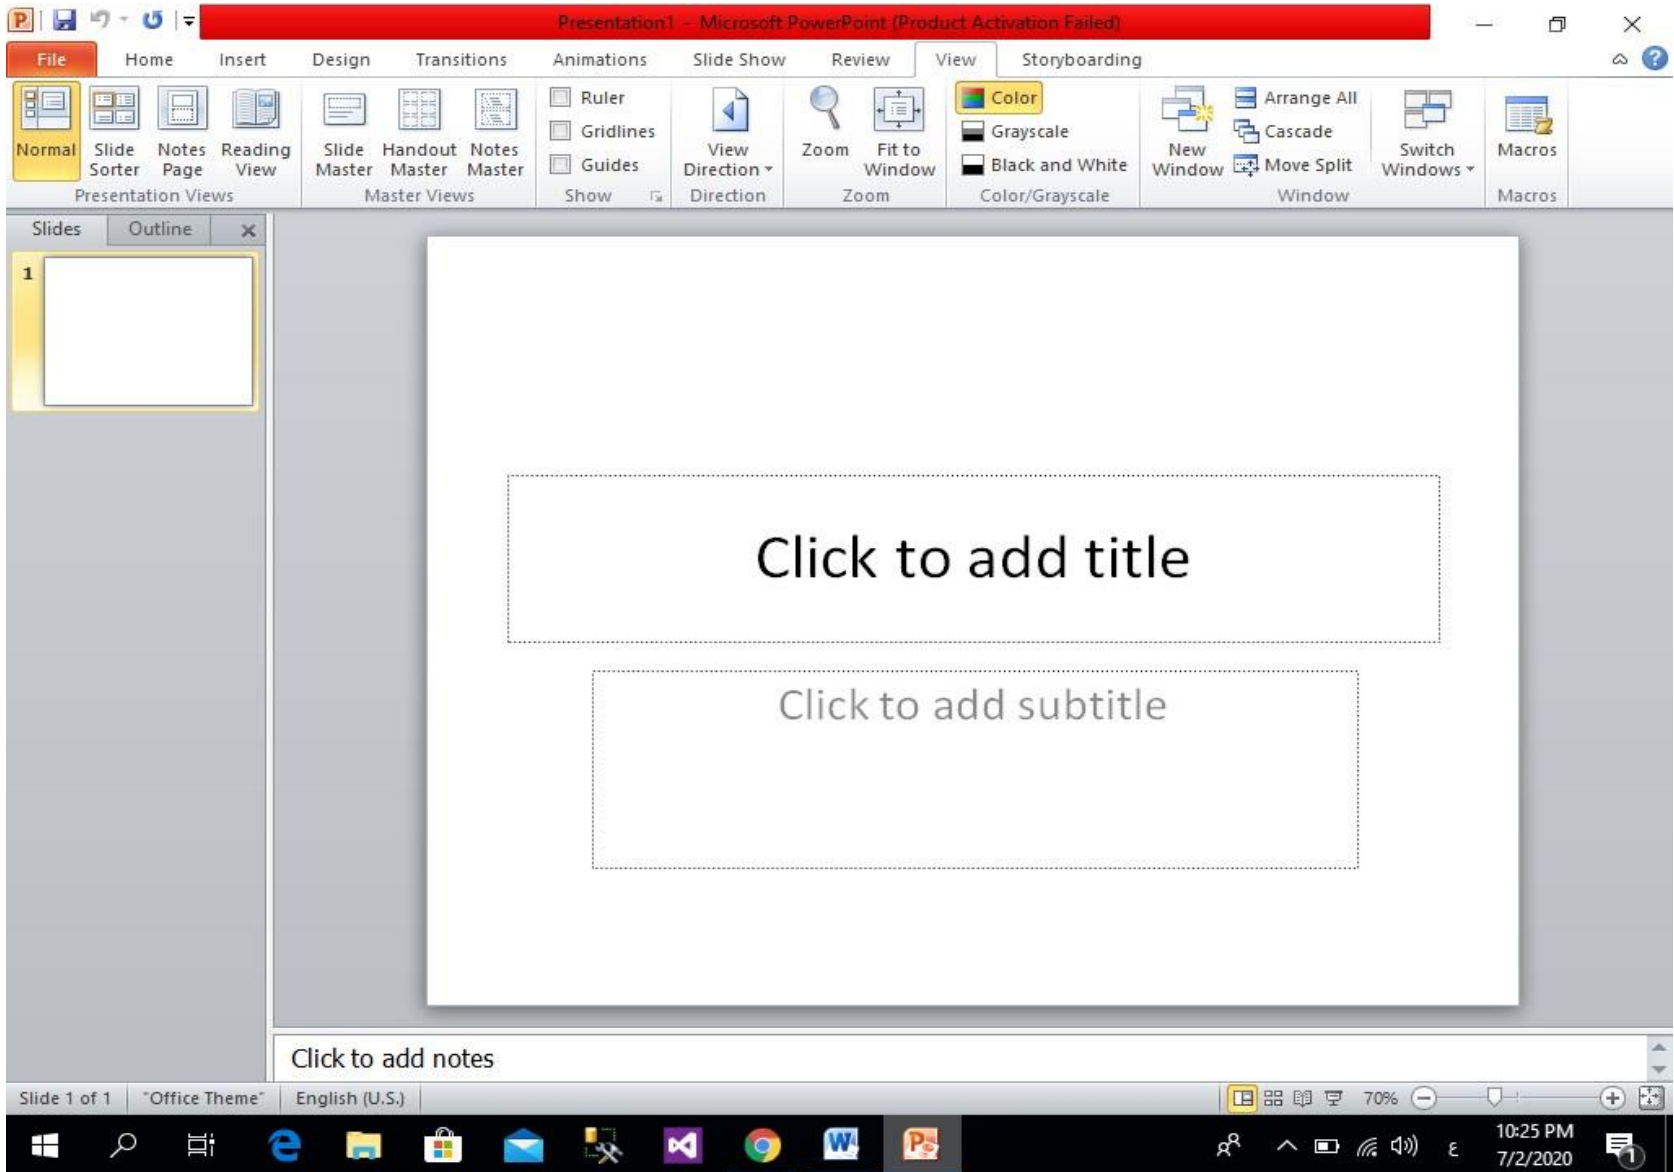 Presentation1 - Microsoft PowerPoint (Product Activation Failed)
File Home Insert Design Transitions Animations Slide Show Review View Storyboarding
Normal
Slide Sorter
Notes Page
Reading View
Presentation Views
Slide Master
Handout Master
Notes Master
Master Views
Ruler
Gridlines
Guides
Show
View Direction
Direction
Zoom
Fit to Window
Zoom
Color
Grayscale
Black and White
Color/Grayscale
New Window
Arrange All
Cascade
Move Split
Switch Windows
Window
Macros
Macros
Slides Outline
1
Click to add title
Click to add subtitle
Click to add notes
Slide 1 of 1 "Office Theme" English (U.S.) 70%
ع
10:25 PM
7/2/2020
1